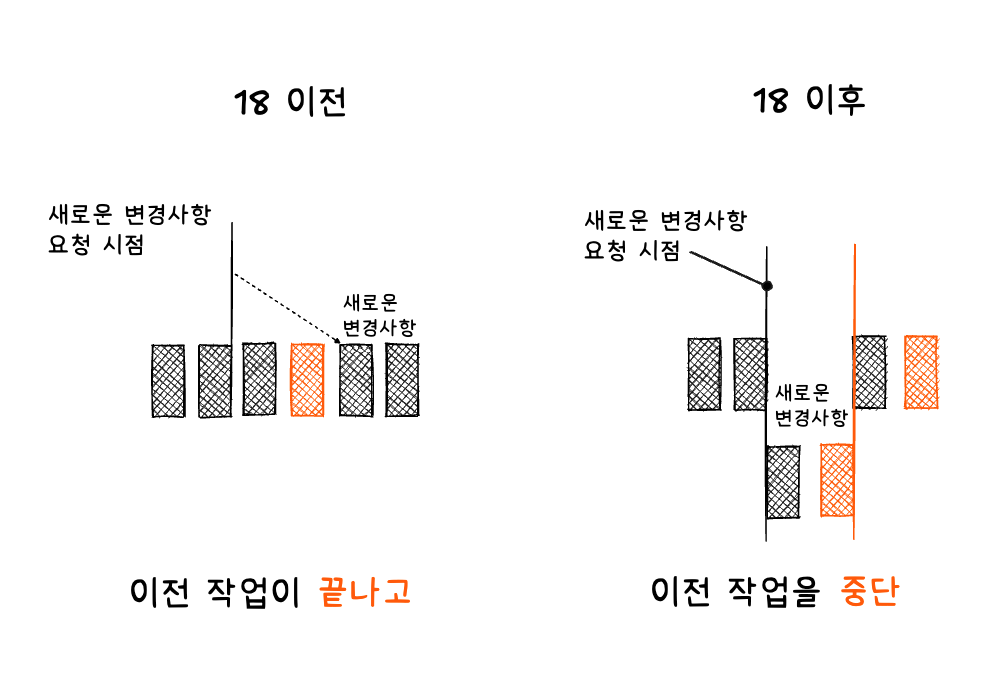 18 이전
새로운 변경사항
요청 시점
새로운
변경사항
이전 작업이 끝나고
18 이후
새로운 변경사항
요청 시점
새로운
변경사항
이전 작업을 중단